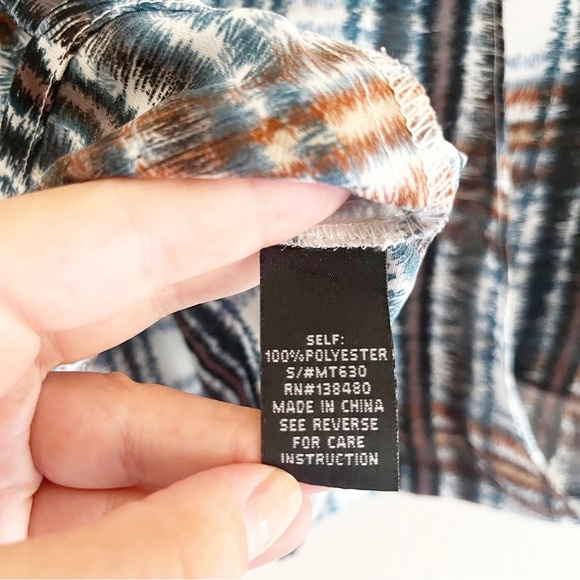 SELF:
100%POLYESTER
S/#MT630
RN#138480
MADE IN CHINA
SEE REVERSE
FOR CARE
INSTRUCTION